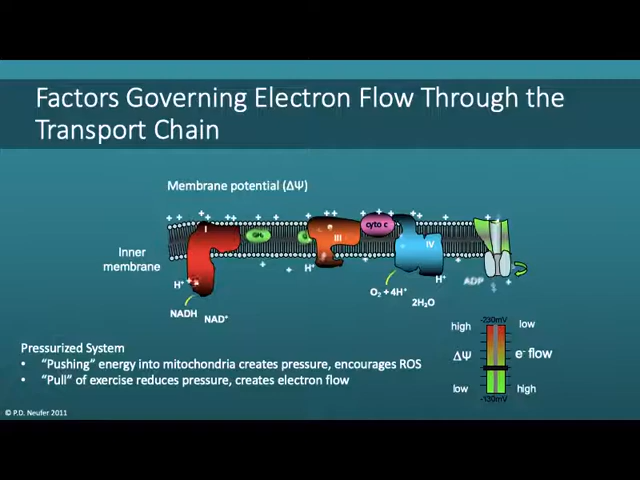 Factors Governing Electron Flow Through the
Transport Chain
Membrane potential (ΔΨ)
I
III
cyto c
IV
Inner
membrane
H⁺
H⁺
H⁺
ADP
O₂ + 4H⁺
2H₂O
NADH
NAD⁺
-230mV
high
low
ΔΨ
e⁻ flow
low
high
-130mV
Pressurized System
• “Pushing” energy into mitochondria creates pressure, encourages ROS
• “Pull” of exercise reduces pressure, creates electron flow
© P.D. Neufer 2011